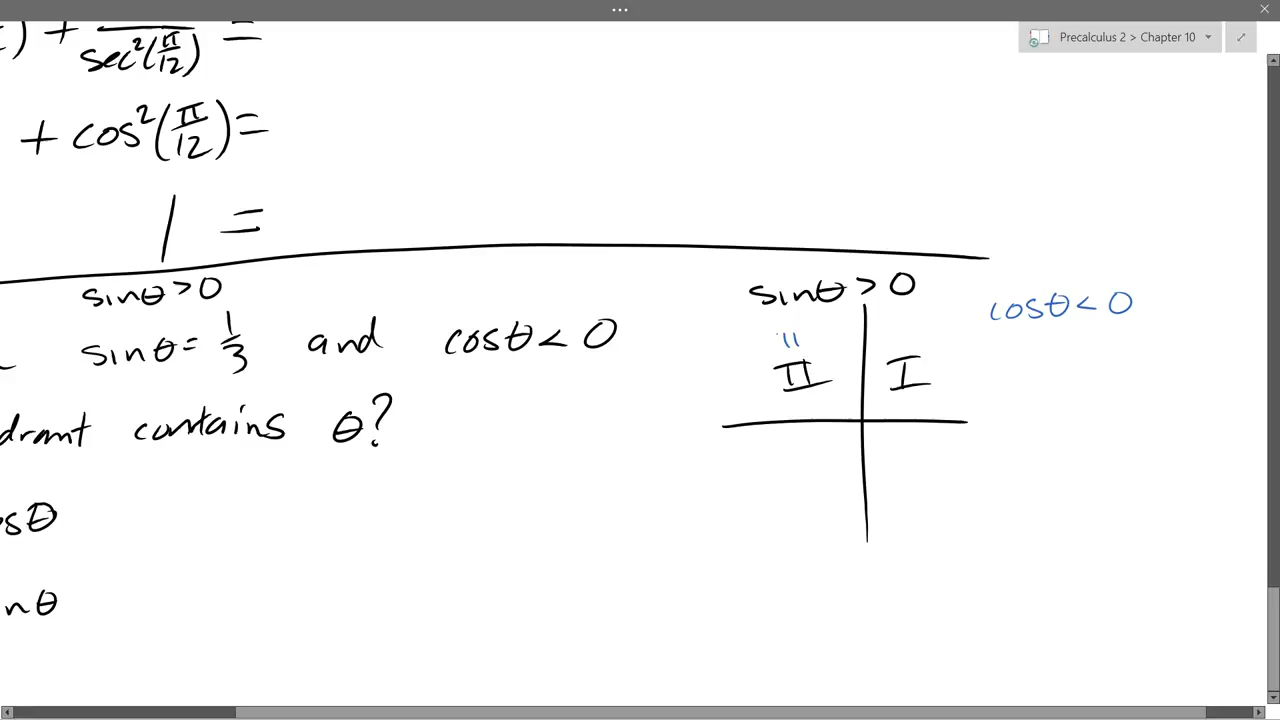 Precalculus 2 > Chapter 10
) + sec²(π/12) =
+ cos²(π/12) =
1 =
sinθ > 0
sinθ = 1/3 and cosθ < 0
drant contains θ?
sθ
nθ
sinθ > 0
cosθ < 0
II
II I